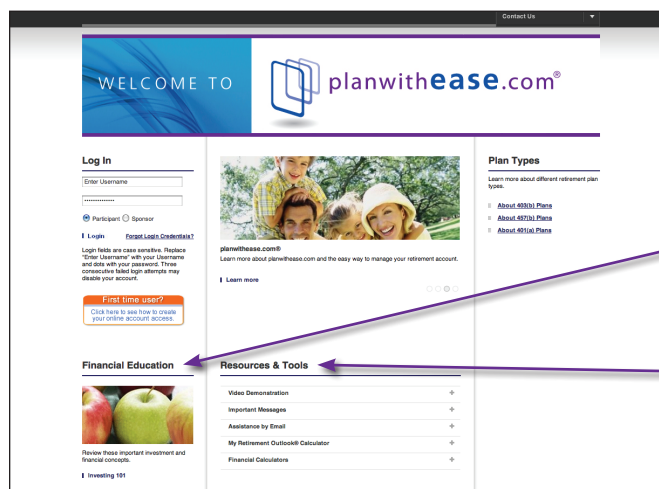 Contact Us
WELCOME TO
planwithease.com®
Log In
Enter Username
Participant Sponsor
Login Forgot Login Credentials?
Login fields are case sensitive. Replace
"Enter Username" with your Username
and dots with your password. Three
consecutive failed login attempts may
disable your account.
First time user?
Click here to see how to create
your online account access.
planwithease.com®
Learn more about planwithease.com and the easy way to manage your retirement account.
Learn more
Plan Types
Learn more about different retirement plan
types.
About 403(b) Plans
About 457(b) Plans
About 401(a) Plans
Financial Education
Review these important investment and
financial concepts.
Investing 101
Resources & Tools
Video Demonstration
Important Messages
Assistance by Email
My Retirement Outlook® Calculator
Financial Calculators